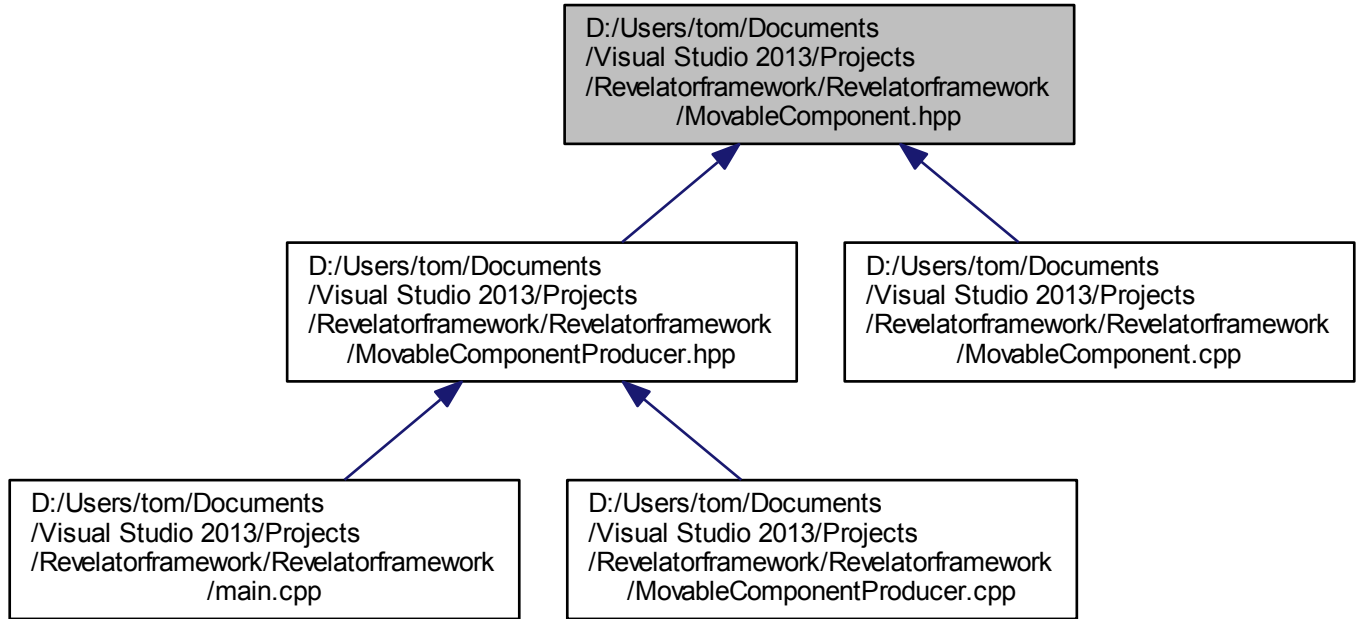 D:/Users/tom/Documents
/Visual Studio 2013/Projects
/Revelatorframework/Revelatorframework
/MovableComponent.hpp
D:/Users/tom/Documents
/Visual Studio 2013/Projects
/Revelatorframework/Revelatorframework
/MovableComponentProducer.hpp
D:/Users/tom/Documents
/Visual Studio 2013/Projects
/Revelatorframework/Revelatorframework
/MovableComponent.cpp
D:/Users/tom/Documents
/Visual Studio 2013/Projects
/Revelatorframework/Revelatorframework
/main.cpp
D:/Users/tom/Documents
/Visual Studio 2013/Projects
/Revelatorframework/Revelatorframework
/MovableComponentProducer.cpp